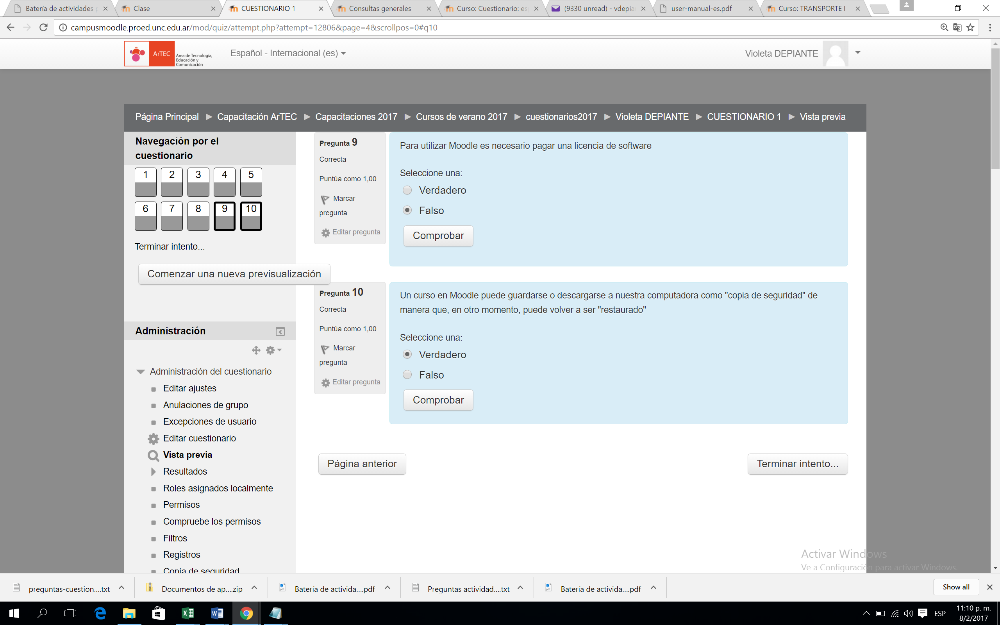 Batería de actividades p
Clase
CUESTIONARIO 1
Consultas generales
Curso: Cuestionario: es
(9330 unread) - vdepia
user-manual-es.pdf
Curso: TRANSPORTE I
campusmoodle.proed.unc.edu.ar/mod/quiz/attempt.php?attempt=12806&page=4&scrollpos=0#q10
ArTEC
Area de Tecnología,
Educación y
Comunicación
Español - Internacional (es)
Violeta DEPIANTE
Página Principal ▶ Capacitación ArTEC ▶ Capacitaciones 2017 ▶ Cursos de verano 2017 ▶ cuestionarios2017 ▶ Violeta DEPIANTE ▶ CUESTIONARIO 1 ▶ Vista previa
Navegación por el
cuestionario
1 2 3 4 5
6 7 8 9 10
Terminar intento...
Comenzar una nueva previsualización
Administración
Administración del cuestionario
Editar ajustes
Anulaciones de grupo
Excepciones de usuario
Editar cuestionario
Vista previa
Resultados
Roles asignados localmente
Permisos
Compruebe los permisos
Filtros
Registros
Copia de seguridad
Pregunta 9
Correcta
Puntúa como 1,00
Marcar
pregunta
Editar pregunta
Para utilizar Moodle es necesario pagar una licencia de software
Seleccione una:
Verdadero
Falso
Comprobar
Pregunta 10
Correcta
Puntúa como 1,00
Marcar
pregunta
Editar pregunta
Un curso en Moodle puede guardarse o descargarse a nuestra computadora como "copia de seguridad" de
manera que, en otro momento, puede volver a ser "restaurado"
Seleccione una:
Verdadero
Falso
Comprobar
Página anterior
Terminar intento...
Activar Windows
Ve a Configuración para activar Windows.
preguntas-cuestion....txt
Documentos de ap....zip
Batería de activida....pdf
Preguntas actividad....txt
Batería de activida....pdf
Show all
ESP
11:10 p. m.
8/2/2017